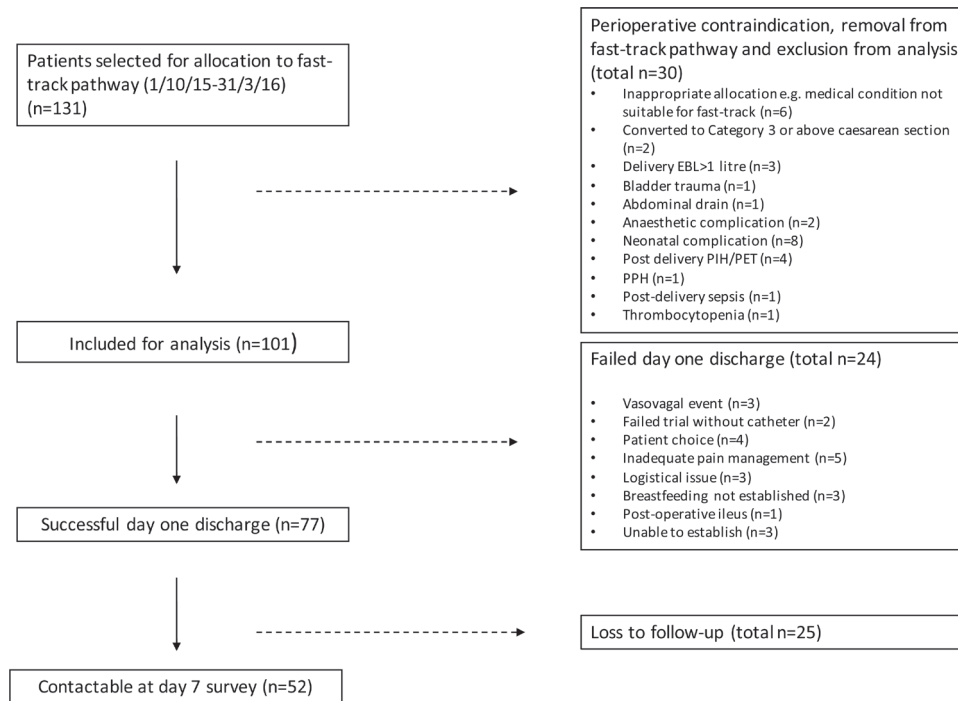 Patients selected for allocation to fast-
track pathway (1/10/15-31/3/16)
(n=131)
Perioperative contraindication, removal from
fast-track pathway and exclusion from analysis
(total n=30)
• Inappropriate allocation e.g. medical condition not
suitable for fast-track (n=6)
• Converted to Category 3 or above caesarean section
(n=2)
• Delivery EBL>1 litre (n=3)
• Bladder trauma (n=1)
• Abdominal drain (n=1)
• Anaesthetic complication (n=2)
• Neonatal complication (n=8)
• Post delivery PIH/PET (n=4)
• PPH (n=1)
• Post-delivery sepsis (n=1)
• Thrombocytopenia (n=1)
Included for analysis (n=101)
Failed day one discharge (total n=24)
• Vasovagal event (n=3)
• Failed trial without catheter (n=2)
• Patient choice (n=4)
• Inadequate pain management (n=5)
• Logistical issue (n=3)
• Breastfeeding not established (n=3)
• Post-operative ileus (n=1)
• Unable to establish (n=3)
Successful day one discharge (n=77)
Loss to follow-up (total n=25)
Contactable at day 7 survey (n=52)